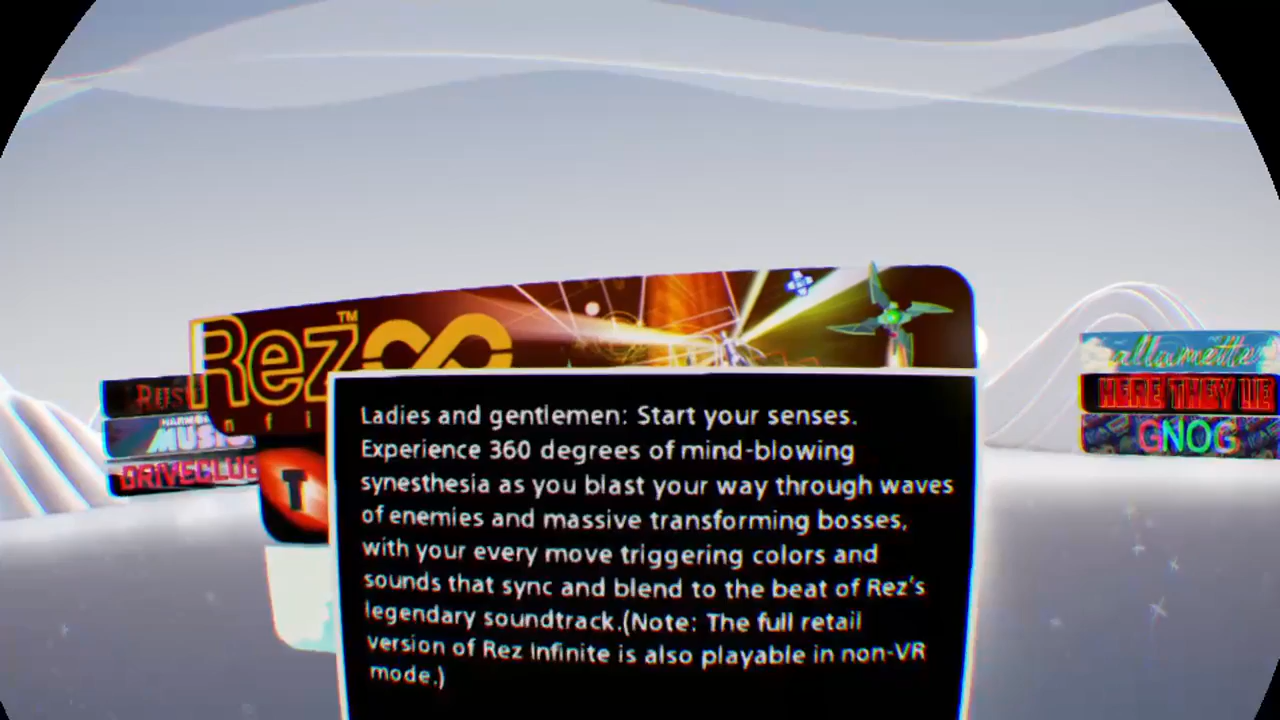 Rez™ ∞
nfi
Ladies and gentlemen: Start your senses.
Experience 360 degrees of mind-blowing
synesthesia as you blast your way through waves
of enemies and massive transforming bosses,
with your every move triggering colors and
sounds that sync and blend to the beat of Rez's
legendary soundtrack.(Note: The full retail
version of Rez Infinite is also playable in non-VR
mode.)
T
MUSIC
DRIVECLUB
allumette
HERE THEY LIE
GNOG